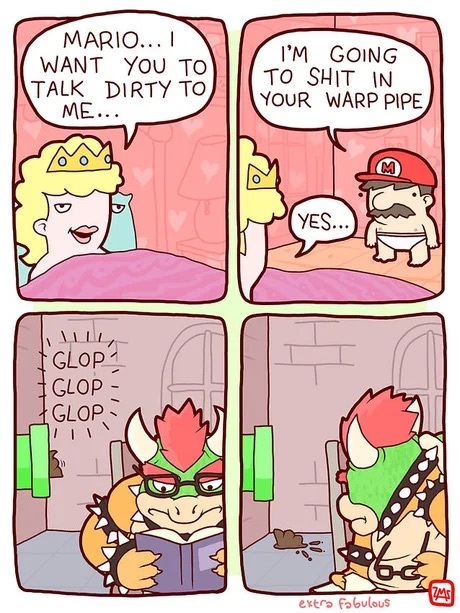 MARIO... I
WANT YOU TO
TALK DIRTY TO
ME...
I'M GOING
TO SHIT IN
YOUR WARP PIPE
M
YES...
GLOP
GLOP
GLOP
extra fabulous
ZMS